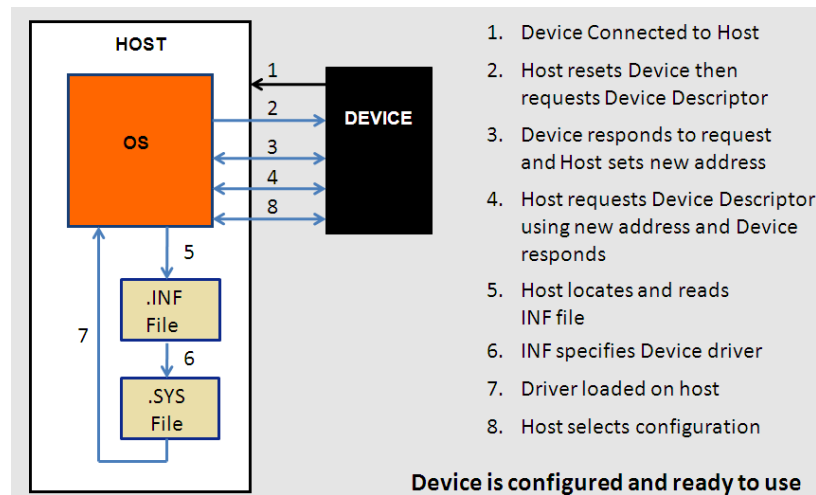 HOST
OS
DEVICE
1
2
3
4
8
5
.INF
File
7
6
.SYS
File
1. Device Connected to Host
2. Host resets Device then
requests Device Descriptor
3. Device responds to request
and Host sets new address
4. Host requests Device Descriptor
using new address and Device
responds
5. Host locates and reads
INF file
6. INF specifies Device driver
7. Driver loaded on host
8. Host selects configuration
Device is configured and ready to use